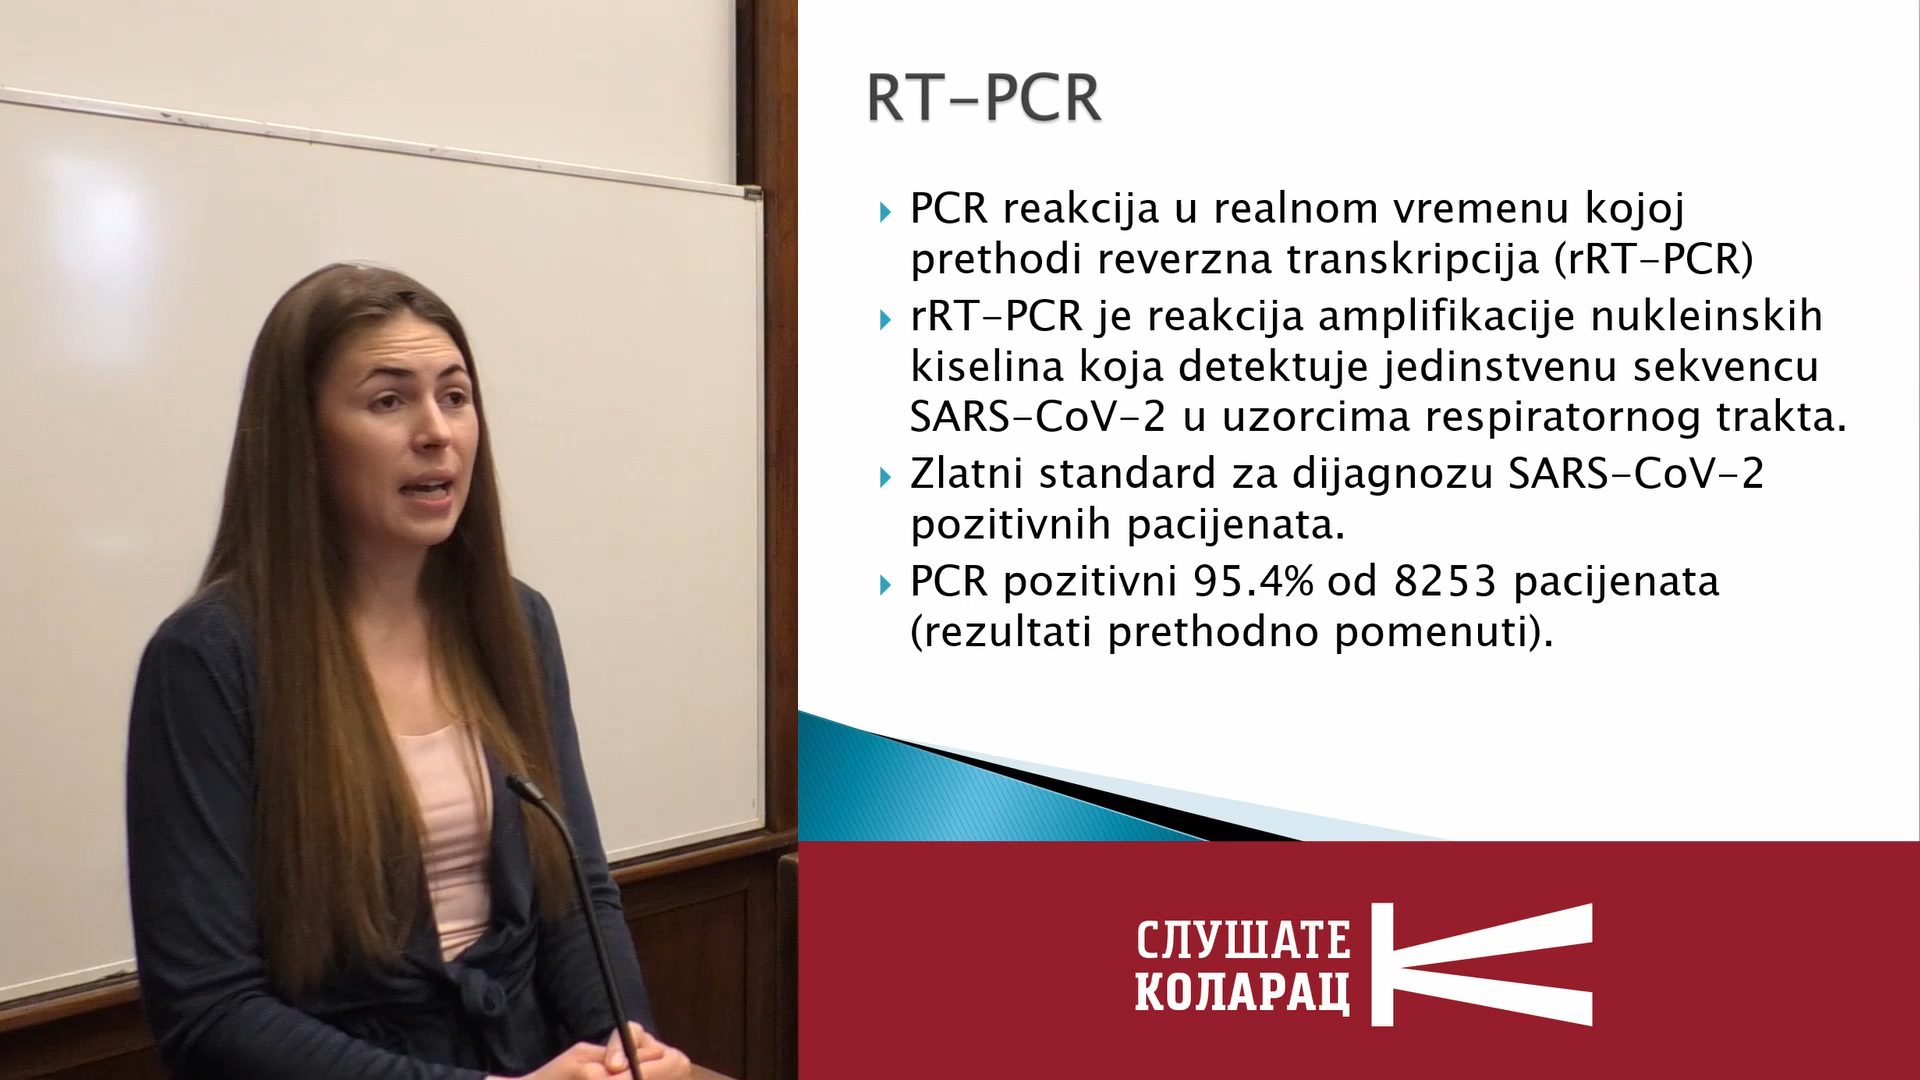 RT-PCR
PCR reakcija u realnom vremenu kojoj
prethodi reverzna transkripcija (rRT-PCR)
rRT-PCR je reakcija amplifikacije nukleinskih
kiselina koja detektuje jedinstvenu sekvencu
SARS-CoV-2 u uzorcima respiratornog trakta.
Zlatni standard za dijagnozu SARS-CoV-2
pozitivnih pacijenata.
PCR pozitivni 95.4% od 8253 pacijenata
(rezultati prethodno pomenuti).
СЛУШАТЕ
КОЛАРАЦ